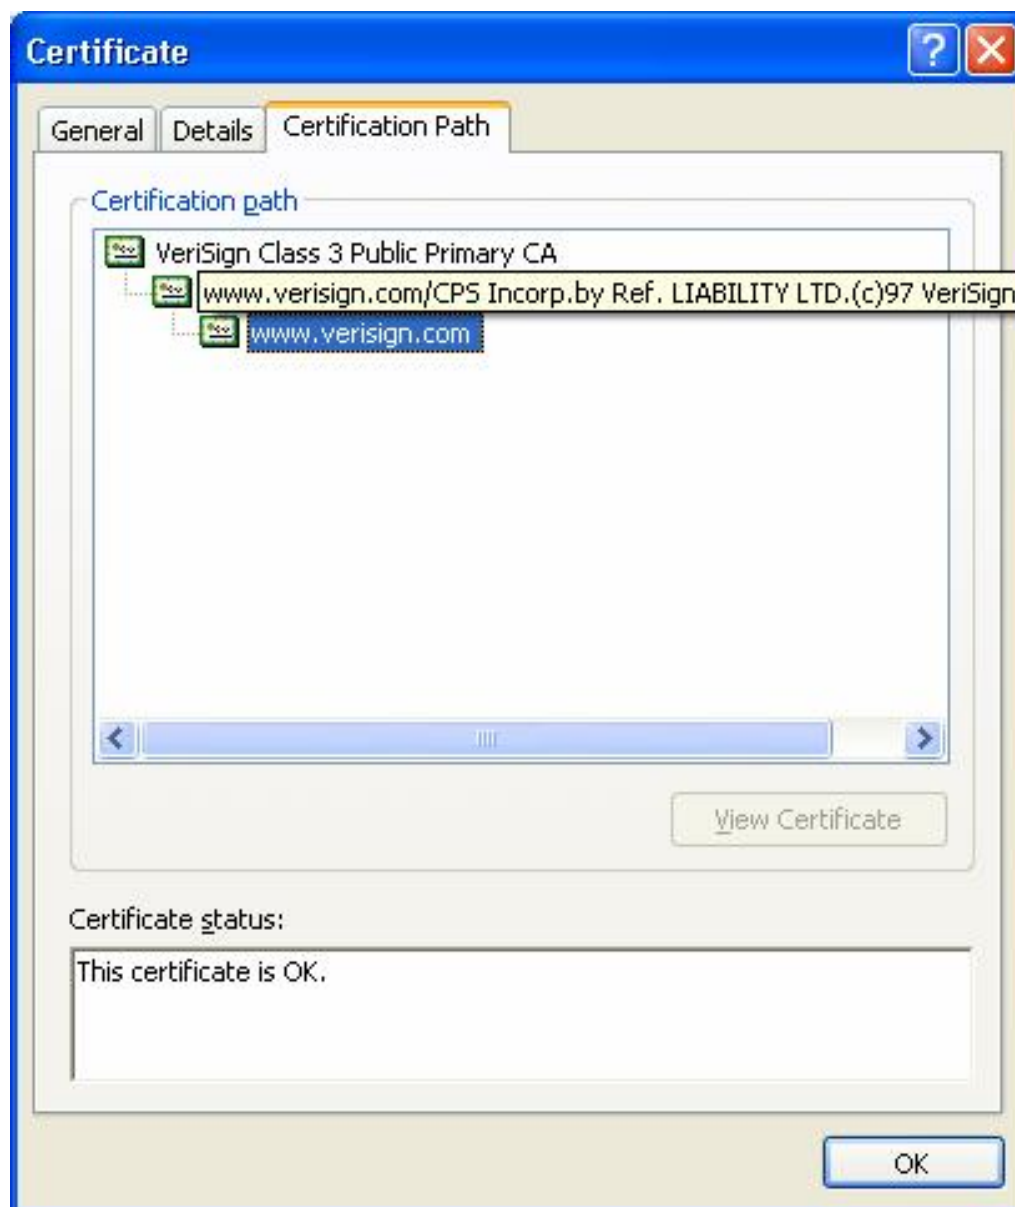 Certificate
General Details Certification Path
Certification path
VeriSign Class 3 Public Primary CA
www.verisign.com/CPS Incorp.by Ref. LIABILITY LTD.(c)97 VeriSign
www.verisign.com
View Certificate
Certificate status:
This certificate is OK.
OK